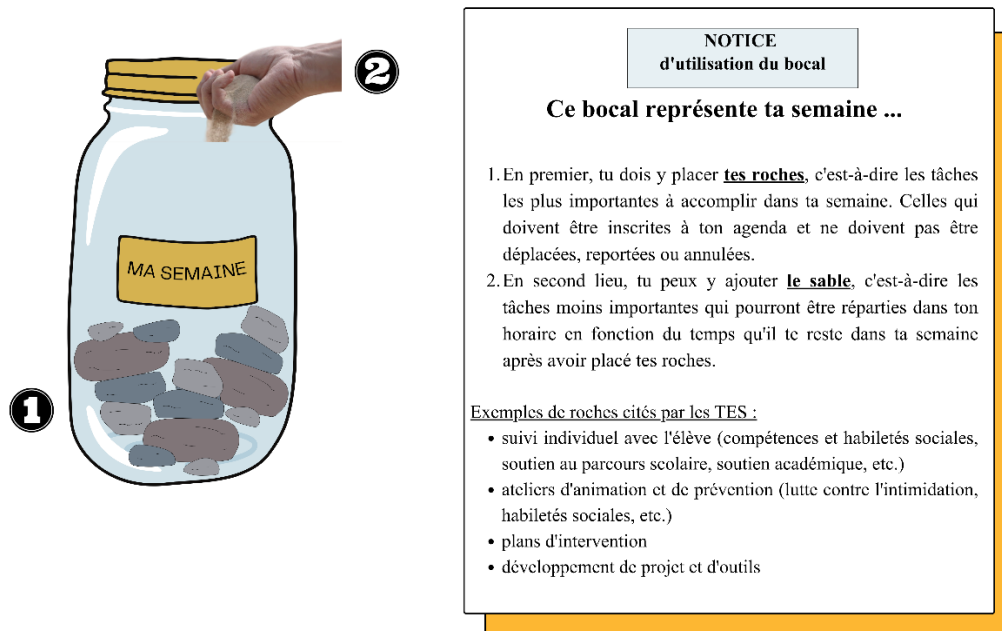 2
MA SEMAINE
1
NOTICE
d'utilisation du bocal
Ce bocal représente ta semaine ...
1. En premier, tu dois y placer tes roches, c'est-à-dire les tâches
les plus importantes à accomplir dans ta semaine. Celles qui
doivent être inscrites à ton agenda et ne doivent pas être
déplacées, reportées ou annulées.
2. En second lieu, tu peux y ajouter le sable, c'est-à-dire les
tâches moins importantes qui pourront être réparties dans ton
horaire en fonction du temps qu'il te reste dans ta semaine
après avoir placé tes roches.
Exemples de roches cités par les TES :
• suivi individuel avec l'élève (compétences et habiletés sociales,
soutien au parcours scolaire, soutien académique, etc.)
• ateliers d'animation et de prévention (lutte contre l'intimidation,
habiletés sociales, etc.)
• plans d'intervention
• développement de projet et d'outils